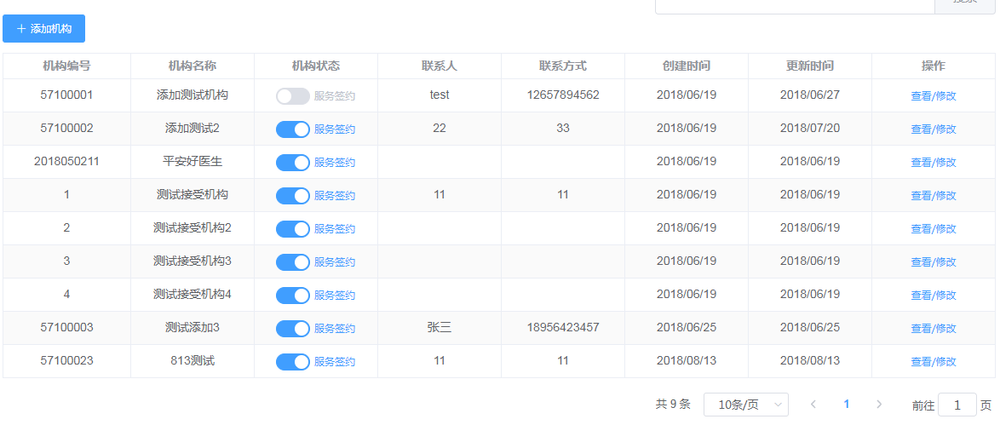 添加机构
机构编号 机构名称 机构状态 联系人 联系方式 创建时间 更新时间 操作
57100001 添加测试机构 服务签约 test 12657894562 2018/06/19 2018/06/27 查看/修改
57100002 添加测试2 服务签约 22 33 2018/06/19 2018/07/20 查看/修改
2018050211 平安好医生 服务签约 2018/06/19 2018/06/19 查看/修改
1 测试接受机构 服务签约 11 11 2018/06/19 2018/06/19 查看/修改
2 测试接受机构2 服务签约 2018/06/19 2018/06/19 查看/修改
3 测试接受机构3 服务签约 2018/06/19 2018/06/19 查看/修改
4 测试接受机构4 服务签约 2018/06/19 2018/06/19 查看/修改
57100003 测试添加3 服务签约 张三 18956423457 2018/06/25 2018/06/25 查看/修改
57100023 813测试 服务签约 11 11 2018/08/13 2018/08/13 查看/修改
共 9 条 10条/页 1 前往 1 页